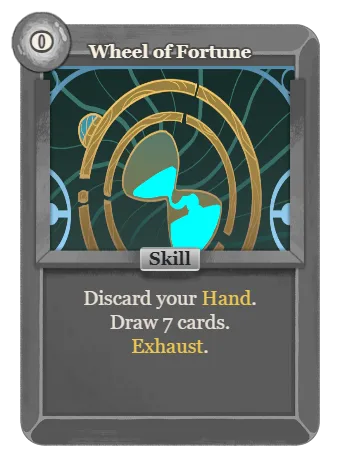 0
Wheel of Fortune
Skill
Discard your Hand.
Draw 7 cards.
Exhaust.